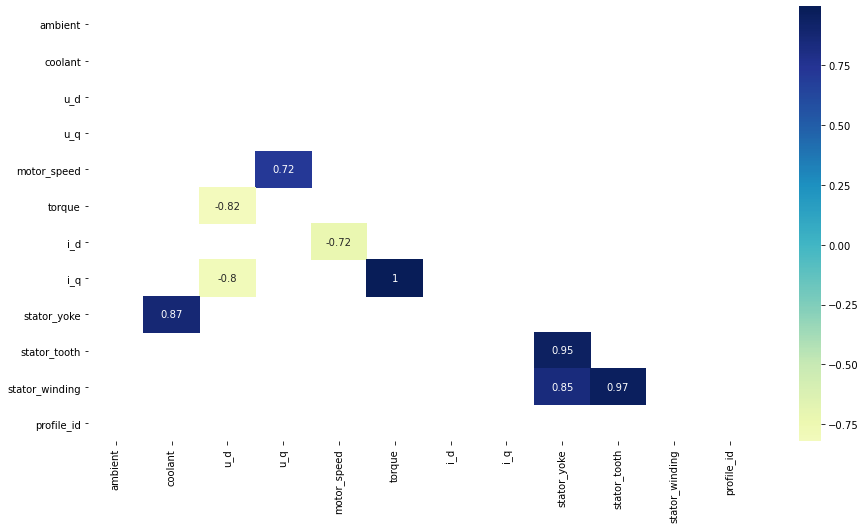 ambient
coolant
u_d
u_q
motor_speed
torque
i_d
i_q
stator_yoke
stator_tooth
stator_winding
profile_id
0.72
-0.82
-0.72
-0.8
1
0.87
0.95
0.85
0.97
ambient
coolant
u_d
u_q
motor_speed
torque
i_d
i_q
stator_yoke
stator_tooth
stator_winding
profile_id
0.75
0.50
0.25
0.00
−0.25
−0.50
−0.75